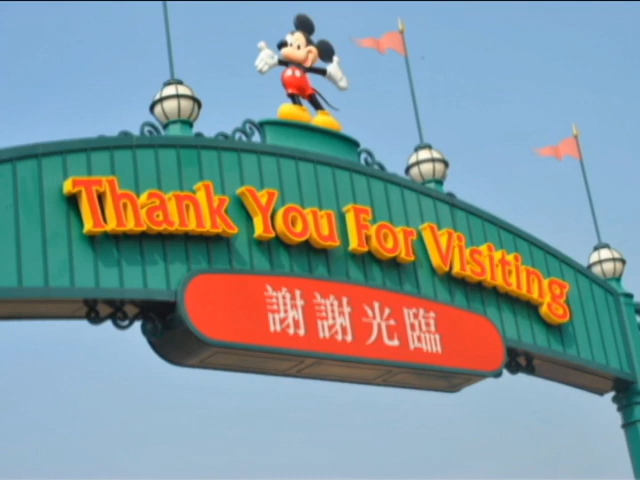 Thank You For Visiting
謝謝光臨